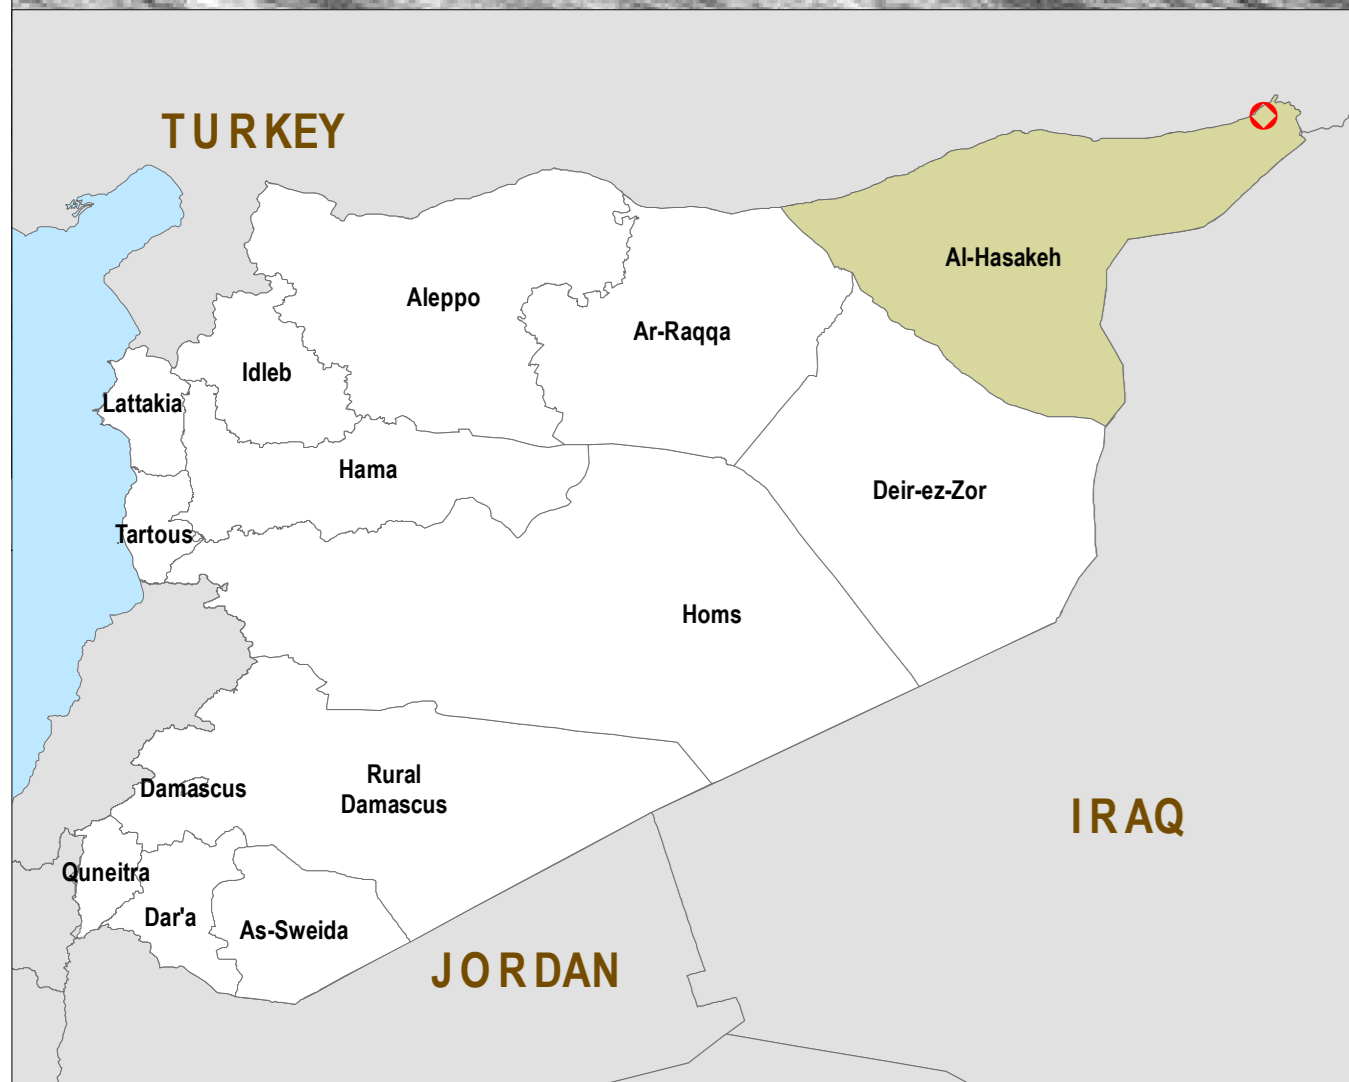 TURKEY
Al-Hasakeh
Aleppo
Ar-Raqqa
Idleb
Lattakia
Hama
Deir-ez-Zor
Tartous
Homs
Rural
Damascus
Damascus
IRAQ
Quneitra
Dar'a
As-Sweida
JORDAN